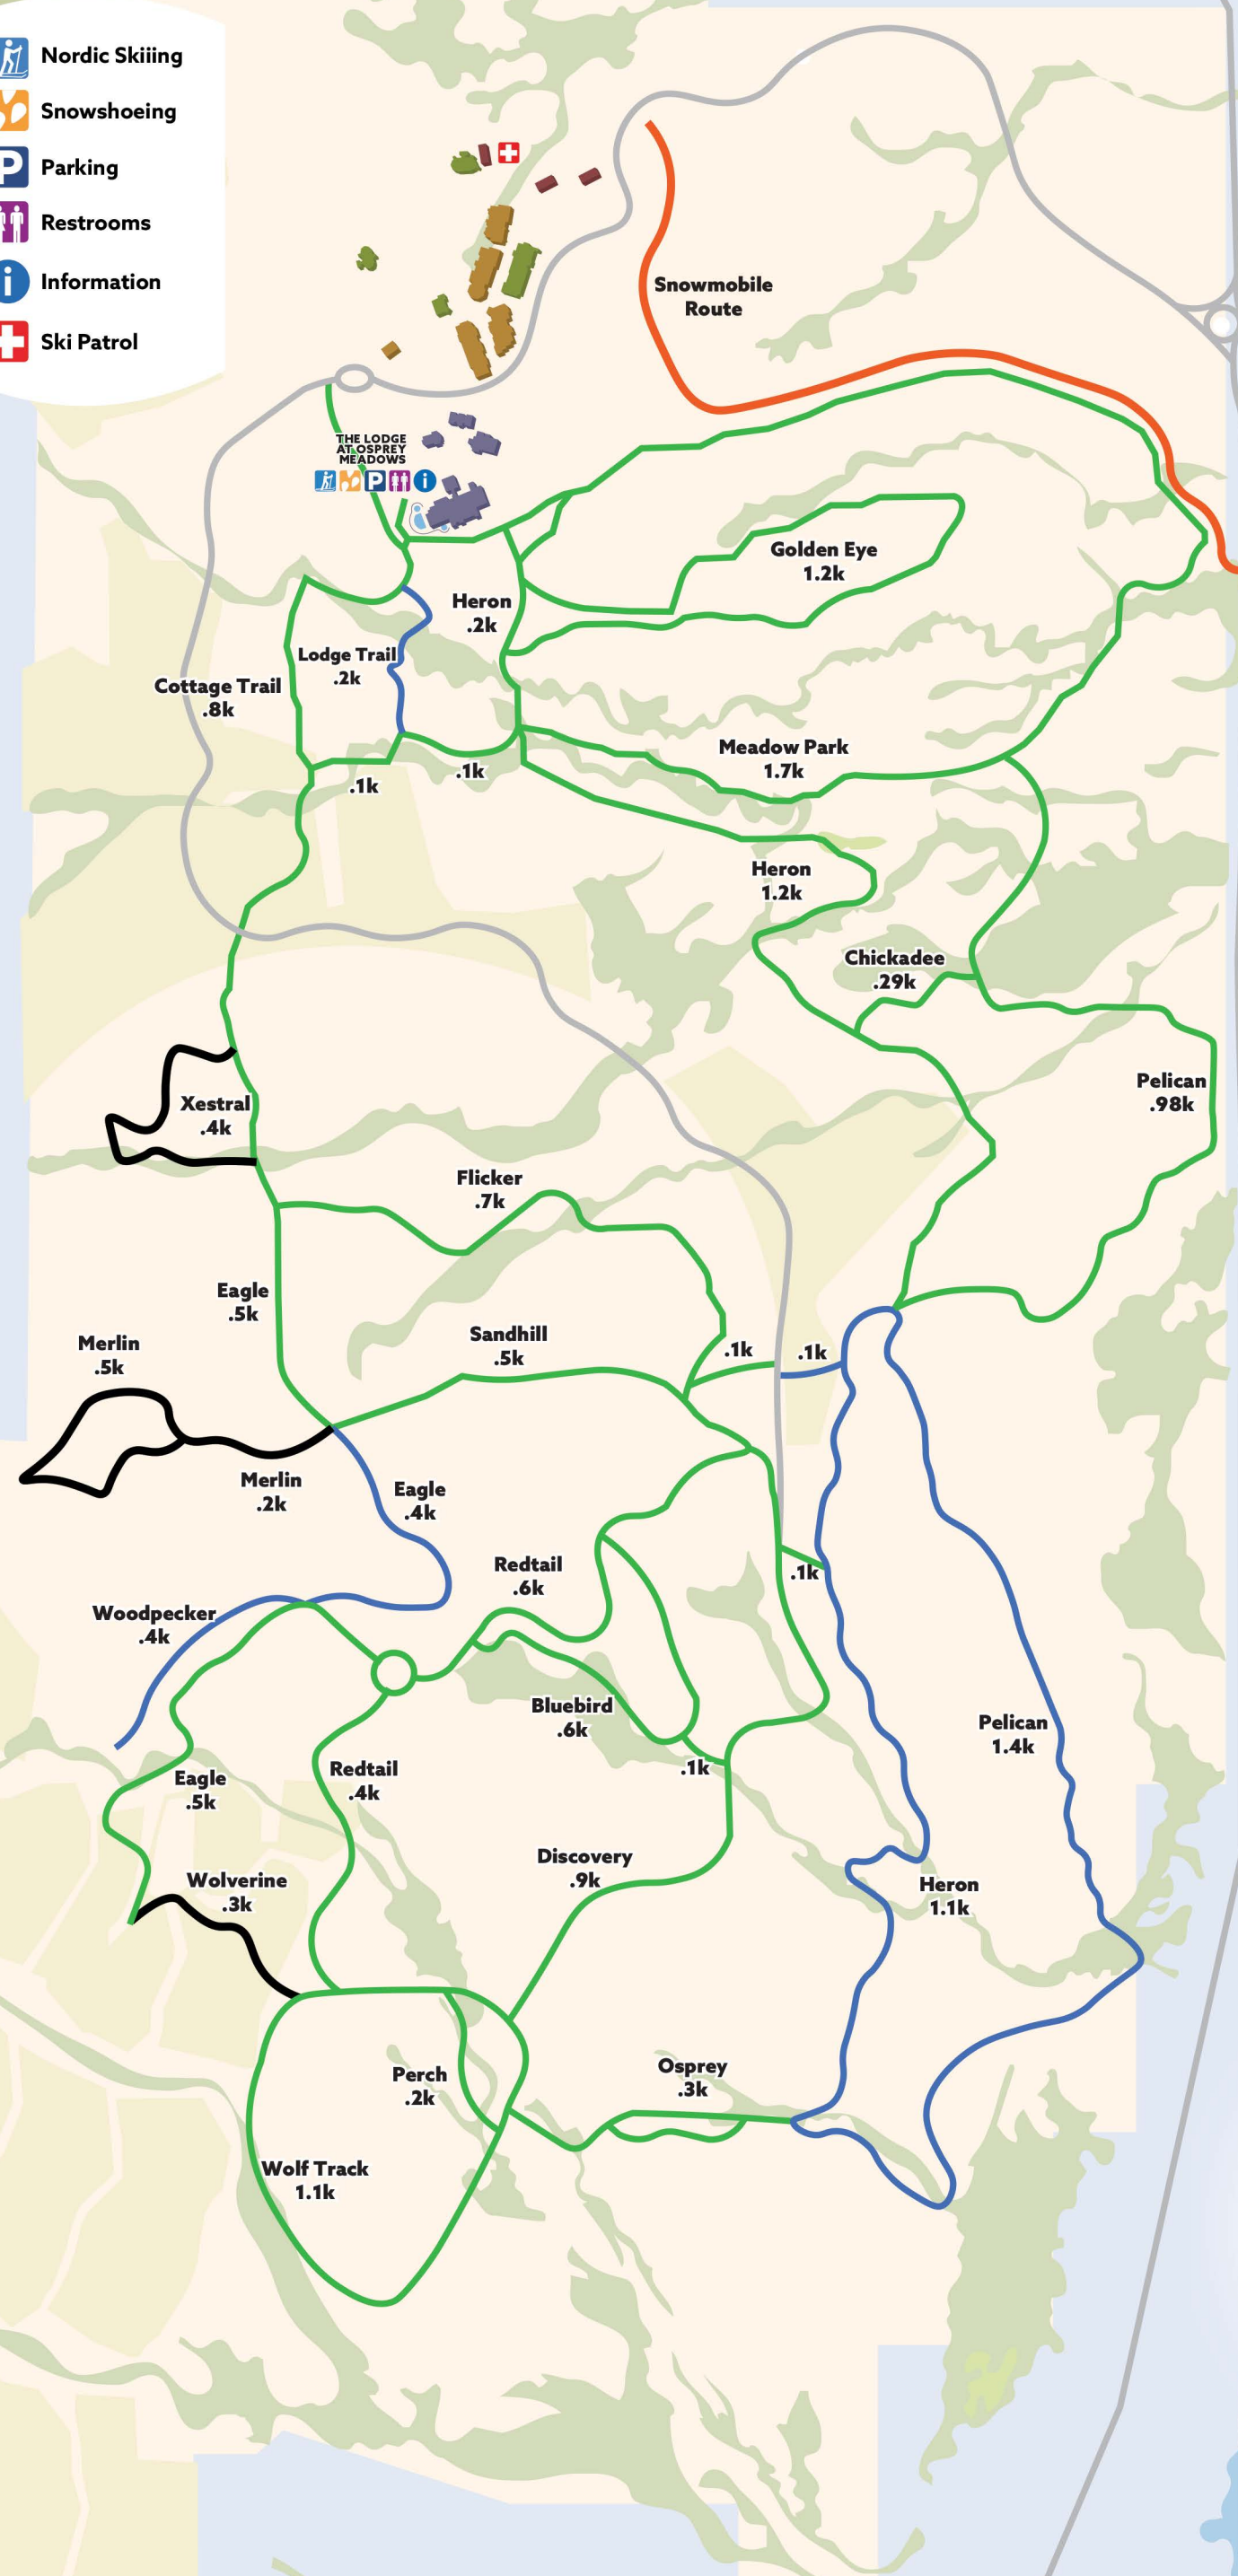 Nordic Skiiing
Snowshoeing
P
Parking
Restrooms
i
Information
Ski Patrol
Snowmobile
Route
THE LODGE
AT OSPREY
MEADOWS
P
i
Golden Eye
1.2k
Heron
.2k
Lodge Trail
.2k
Cottage Trail
.8k
Meadow Park
1.7k
.1k
.1k
Heron
1.2k
Chickadee
.29k
Pelican
.98k
Xestral
.4k
Flicker
.7k
Eagle
.5k
Sandhill
.5k
.1k
.1k
Merlin
.5k
Merlin
.2k
Eagle
.4k
Redtail
.6k
.1k
Woodpecker
.4k
Bluebird
.6k
Pelican
1.4k
.1k
Redtail
.4k
Eagle
.5k
Discovery
.9k
Wolverine
.3k
Heron
1.1k
Osprey
.3k
Perch
.2k
Wolf Track
1.1k